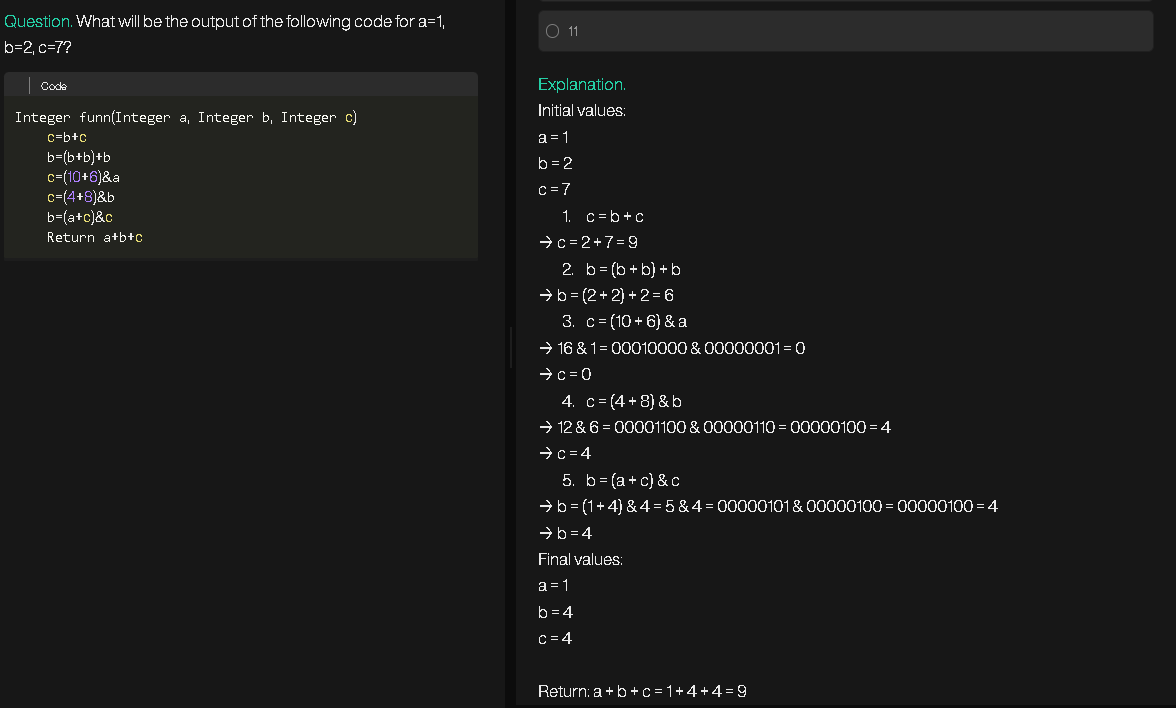 Question. What will be the output of the following code for a=1,
b=2, c=7?
Code
Integer funn(Integer a, Integer b, Integer c)
c=b+c
b=(b+b)+b
c=(10+6)&a
c=(4+8)&b
b=(a+c)&c
Return a+b+c
11
Explanation.
Initial values:
a = 1
b = 2
c = 7
1. c = b + c
→ c = 2 + 7 = 9
2. b = (b + b) + b
→ b = (2 + 2) + 2 = 6
3. c = (10 + 6) & a
→ 16 & 1 = 00010000 & 00000001 = 0
→ c = 0
4. c = (4 + 8) & b
→ 12 & 6 = 00001100 & 00000110 = 00000100 = 4
→ c = 4
5. b = (a + c) & c
→ b = (1 + 4) & 4 = 5 & 4 = 00000101 & 00000100 = 00000100 = 4
→ b = 4
Final values:
a = 1
b = 4
c = 4
Return: a + b + c = 1 + 4 + 4 = 9